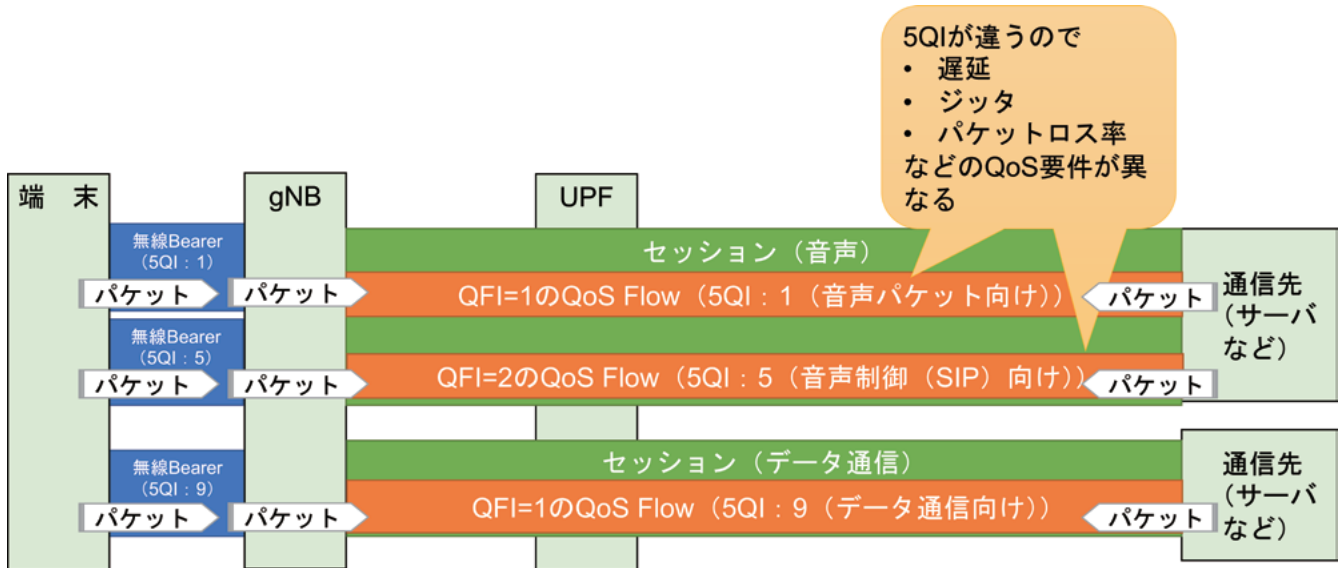 5QIが違うので
• 遅延
• ジッタ
• パケットロス率
などのQoS要件が異
なる
端 末
gNB
UPF
無線Bearer
(5QI:1)
セッション(音声)
パケット
パケット
QFI=1のQoS Flow(5QI:1(音声パケット向け))
パケット
通信先
(サーバ
など)
無線Bearer
(5QI:5)
パケット
パケット
QFI=2のQoS Flow(5QI:5(音声制御(SIP)向け))
パケット
無線Bearer
(5QI:9)
セッション(データ通信)
パケット
パケット
QFI=1のQoS Flow(5QI:9(データ通信向け))
パケット
通信先
(サーバ
など)